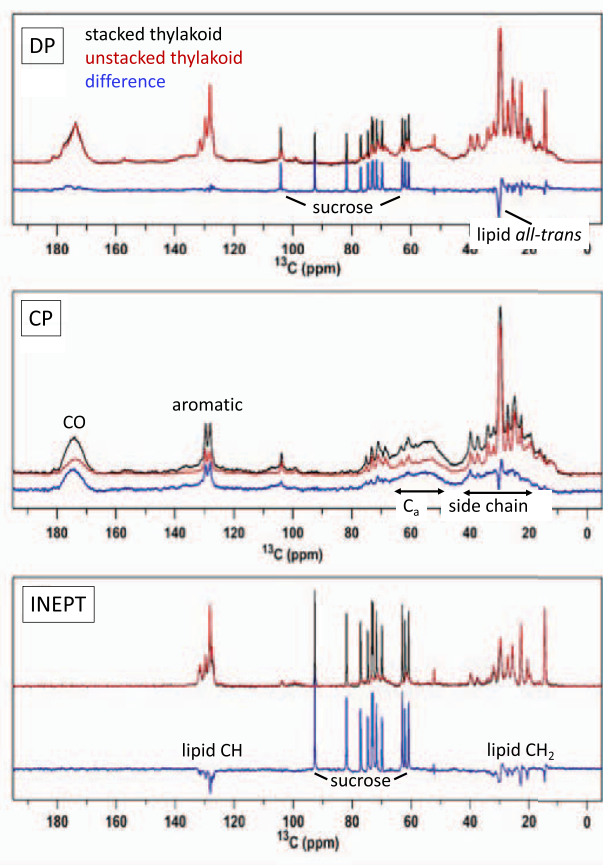 DP
stacked thylakoid
unstacked thylakoid
difference
sucrose
lipid all-trans
180 160 140 120 100 80 60 40 20 0
13C (ppm)
CP
CO
aromatic
Ca
side chain
180 160 140 120 100 80 60 40 20 0
13C (ppm)
INEPT
lipid CH
sucrose
lipid CH2
180 160 140 120 100 80 60 40 20 0
13C (ppm)